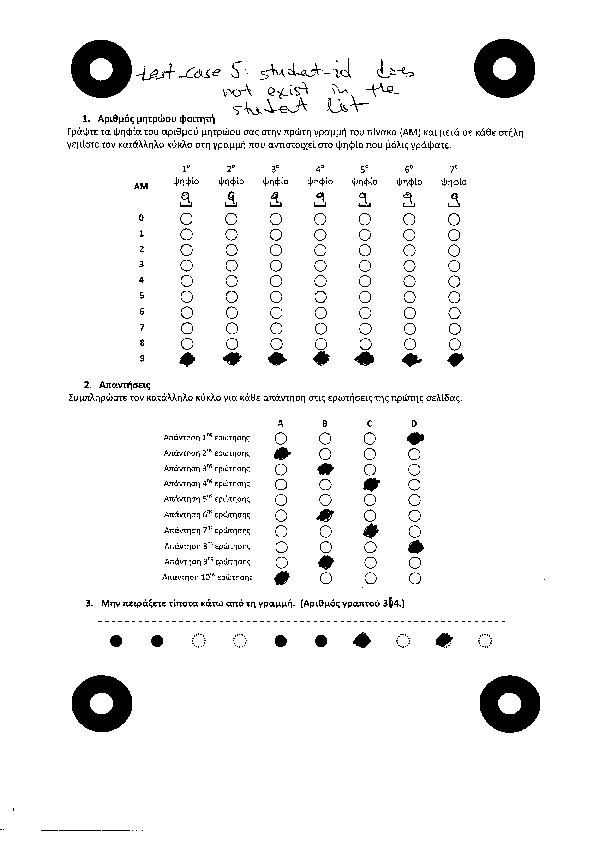 test-case 5: student-id does
not exist in the
student list
1. Αριθμός μητρώου φοιτητή
Γράψτε τα ψηφία του αριθμού μητρώου σας στην πρώτη γραμμή του πίνακα (ΑΜ) και μετά σε κάθε στήλη
γεμίστε τον κατάλληλο κύκλο στη γραμμή που αντιστοιχεί στο ψηφίο που μόλις γράψατε.
1ο 2ο 3ο 4ο 5ο 6ο 7ο
ΑΜ ψηφίο ψηφίο ψηφίο ψηφίο ψηφίο ψηφίο ψηφίο
9 9 9 9 9 9 9
0
1
2
3
4
5
6
7
8
9
2. Απαντήσεις
Συμπληρώστε τον κατάλληλο κύκλο για κάθε απάντηση στις ερωτήσεις της πρώτης σελίδας.
A B C D
Απάντηση 1ης ερώτησης
Απάντηση 2ης ερώτησης
Απάντηση 3ης ερώτησης
Απάντηση 4ης ερώτησης
Απάντηση 5ης ερώτησης
Απάντηση 6ης ερώτησης
Απάντηση 7ης ερώτησης
Απάντηση 8ης ερώτησης
Απάντηση 9ης ερώτησης
Απάντηση 10ης ερώτησης
3. Μην πειράξετε τίποτα κάτω από τη γραμμή. (Αριθμός γραπτού